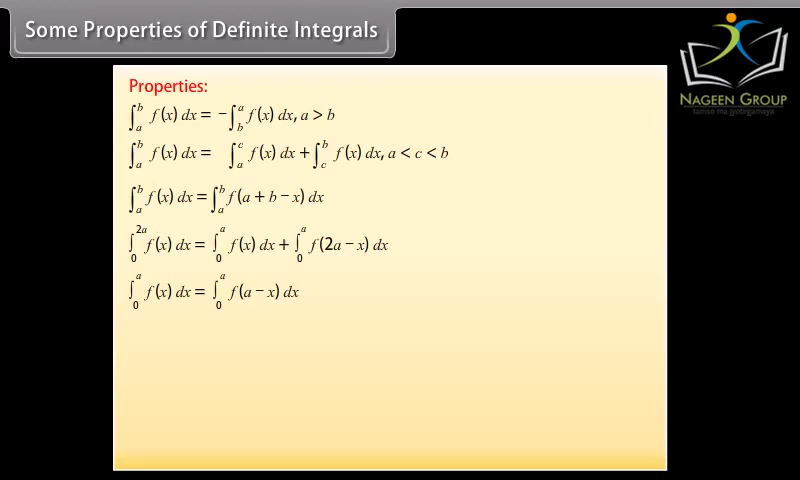 Some Properties of Definite Integrals
NAGEEN GROUP
tamso ma jyotirgamaya
Properties:
∫_a^b f(x) dx = −∫_b^a f(x) dx, a > b
∫_a^b f(x) dx = ∫_a^c f(x) dx + ∫_c^b f(x) dx, a < c < b
∫_a^b f(x) dx = ∫_a^b f(a + b − x) dx
∫_0^2a f(x) dx = ∫_0^a f(x) dx + ∫_0^a f(2a − x) dx
∫_0^a f(x) dx = ∫_0^a f(a − x) dx